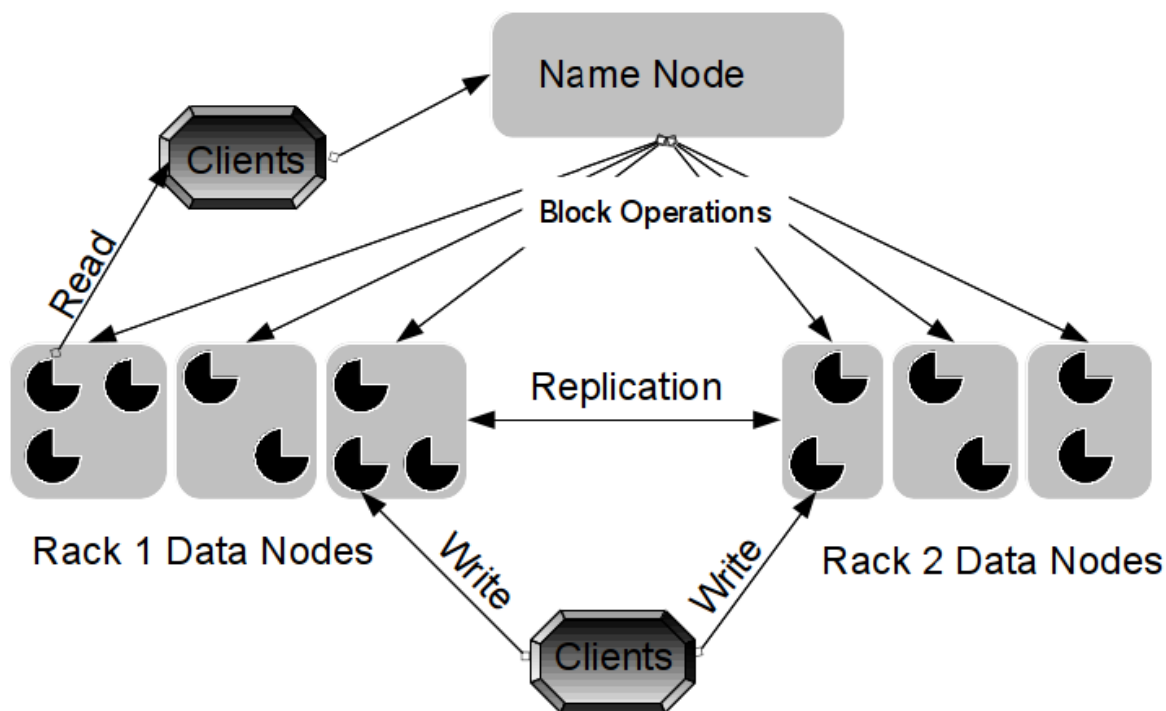 Name Node
Clients
Block Operations
Read
Replication
Rack 1 Data Nodes
Rack 2 Data Nodes
Write
Write
Clients